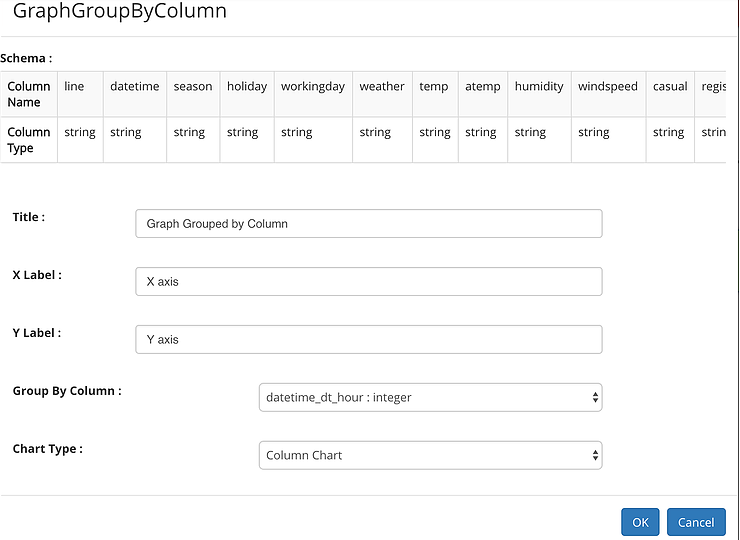 GraphGroupByColumn
Schema :
Column Name line datetime season holiday workingday weather temp atemp humidity windspeed casual regis
Column Type string string string string string string string string string string string strin
Title : Graph Grouped by Column
X Label : X axis
Y Label : Y axis
Group By Column : datetime_dt_hour : integer
Chart Type : Column Chart
OK Cancel